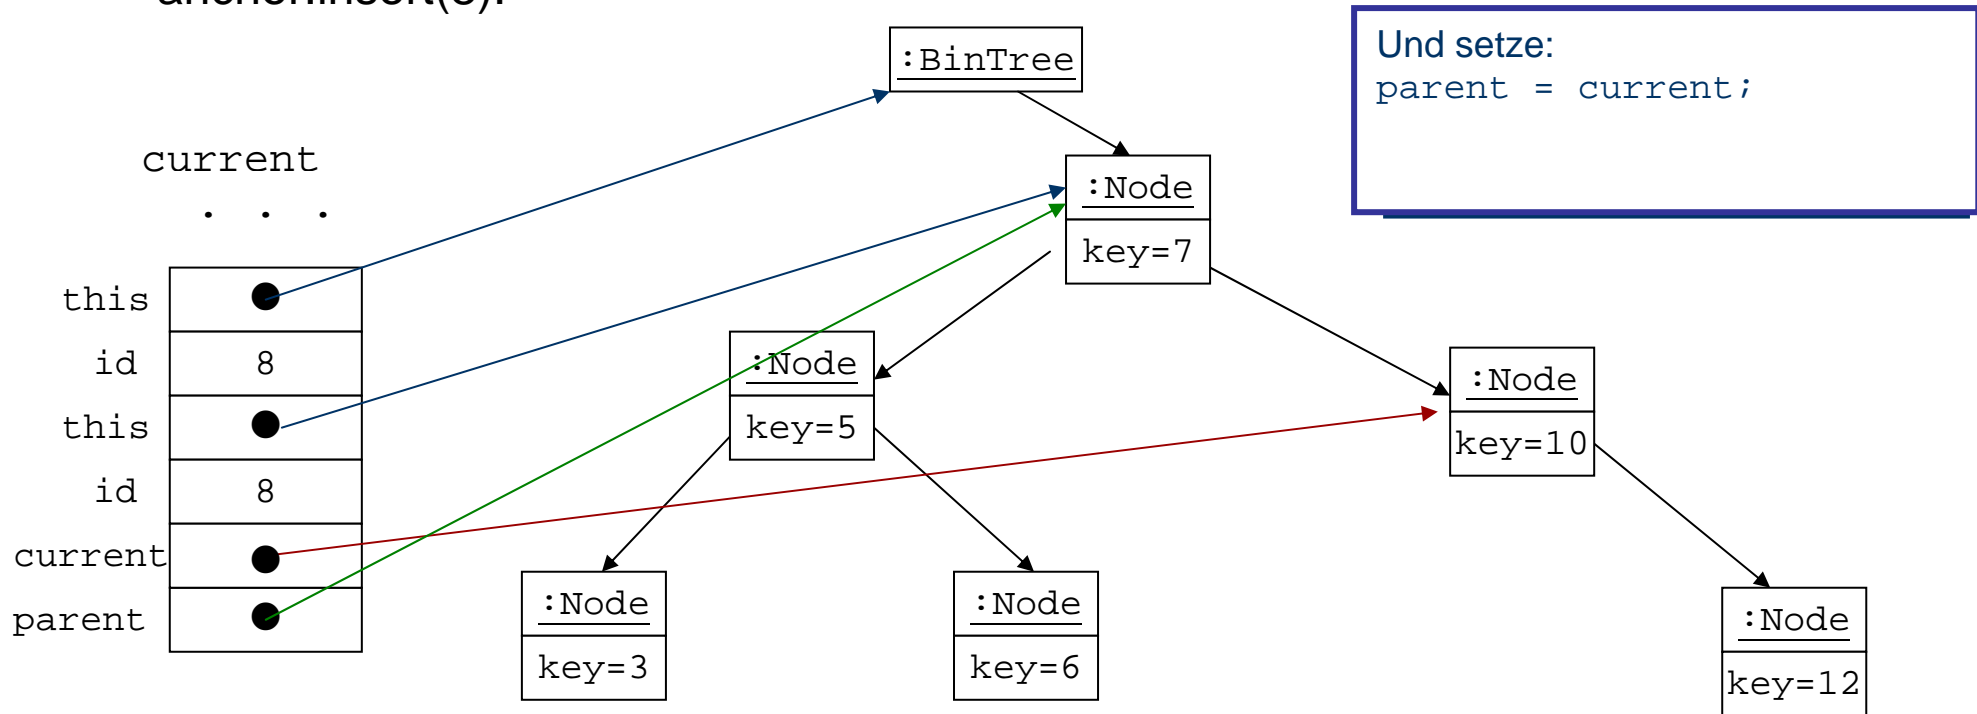 :BinTree
Und setze:
parent = current;
current
. . .
:Node
key=7
this
id 8
this
id 8
current
parent
:Node
key=5
:Node
key=10
:Node
key=3
:Node
key=6
:Node
key=12